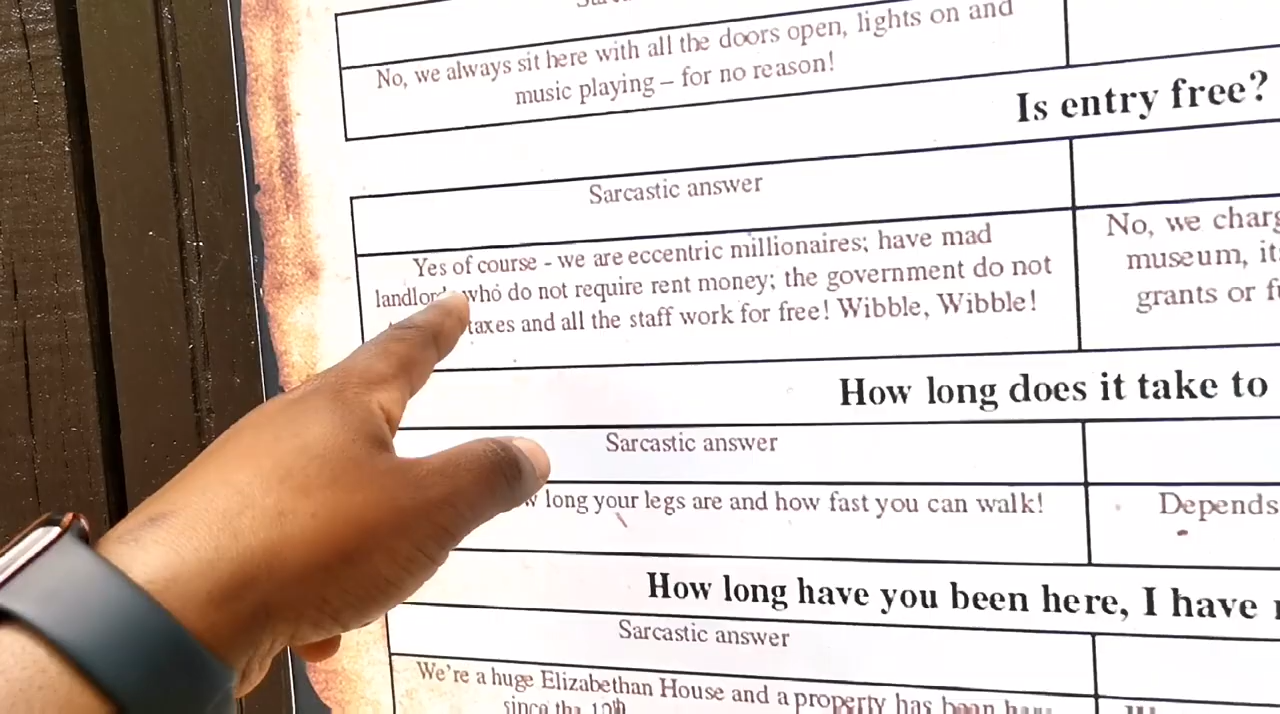 No, we always sit here with all the doors open, lights on and
music playing – for no reason!
Is entry free?
Sarcastic answer
Yes of course - we are eccentric millionaires; have mad
who do not require rent money; the government do not
taxes and all the staff work for free! Wibble, Wibble!
No, we
museum,
grants or
How long does it take to
Sarcastic answer
long your legs are and how fast you can walk!
Depends
How long have you been here, I have
Sarcastic answer
We're a huge Elizabethan House and a property has been
since